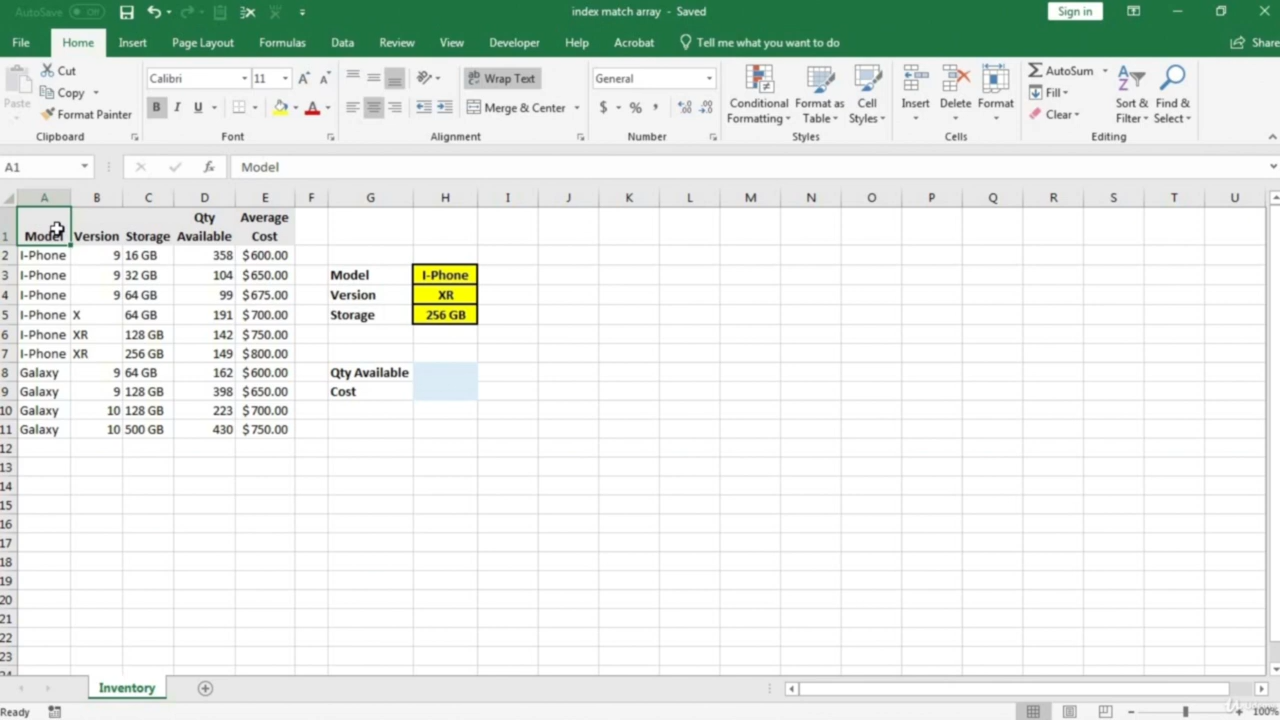 AutoSave Off index match array - Saved Sign in
File Home Insert Page Layout Formulas Data Review View Developer Help Acrobat Tell me what you want to do Share
Paste Cut Copy Format Painter Calibri 11 B I U Wrap Text Merge & Center General $ % , Conditional Formatting Format as Table Cell Styles Insert Delete Format AutoSum Fill Clear Sort & Filter Find & Select
Clipboard Font Alignment Number Styles Cells Editing
A1 fx Model
A B C D E F G H I J K L M N O P Q R S T U
1 Model Version Storage Qty Available Average Cost
2 I-Phone 9 16 GB 358 $600.00
3 I-Phone 9 32 GB 104 $650.00 Model I-Phone
4 I-Phone 9 64 GB 99 $675.00 Version XR
5 I-Phone X 64 GB 191 $700.00 Storage 256 GB
6 I-Phone XR 128 GB 142 $750.00
7 I-Phone XR 256 GB 149 $800.00
8 Galaxy 9 64 GB 162 $600.00 Qty Available
9 Galaxy 9 128 GB 398 $650.00 Cost
10 Galaxy 10 128 GB 223 $700.00
11 Galaxy 10 500 GB 430 $750.00
12
13
14
15
16
17
18
19
20
21
22
23
Inventory
Ready 100%